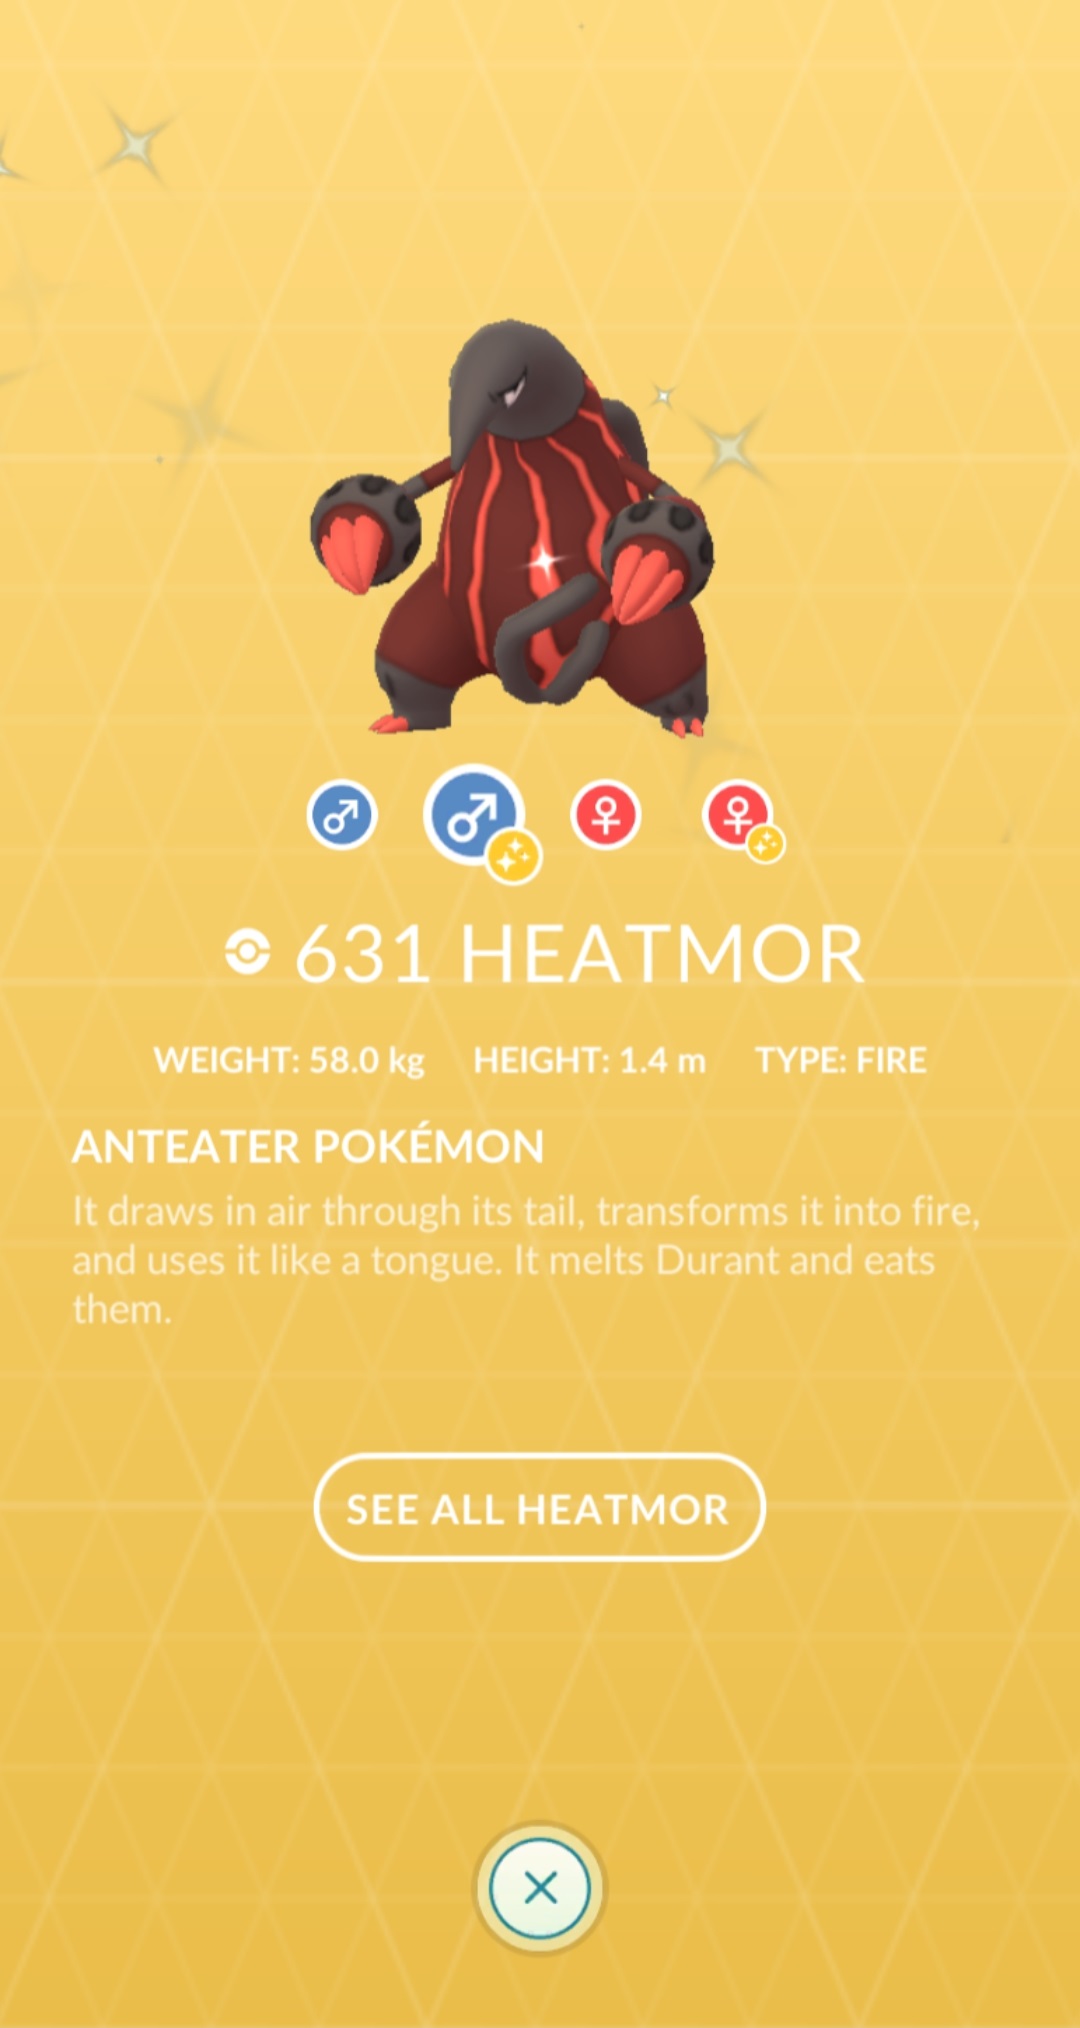 631 HEATMOR
WEIGHT: 58.0 kg HEIGHT: 1.4 m TYPE: FIRE
ANTEATER POKÉMON
It draws in air through its tail, transforms it into fire,
and uses it like a tongue. It melts Durant and eats
them.
SEE ALL HEATMOR